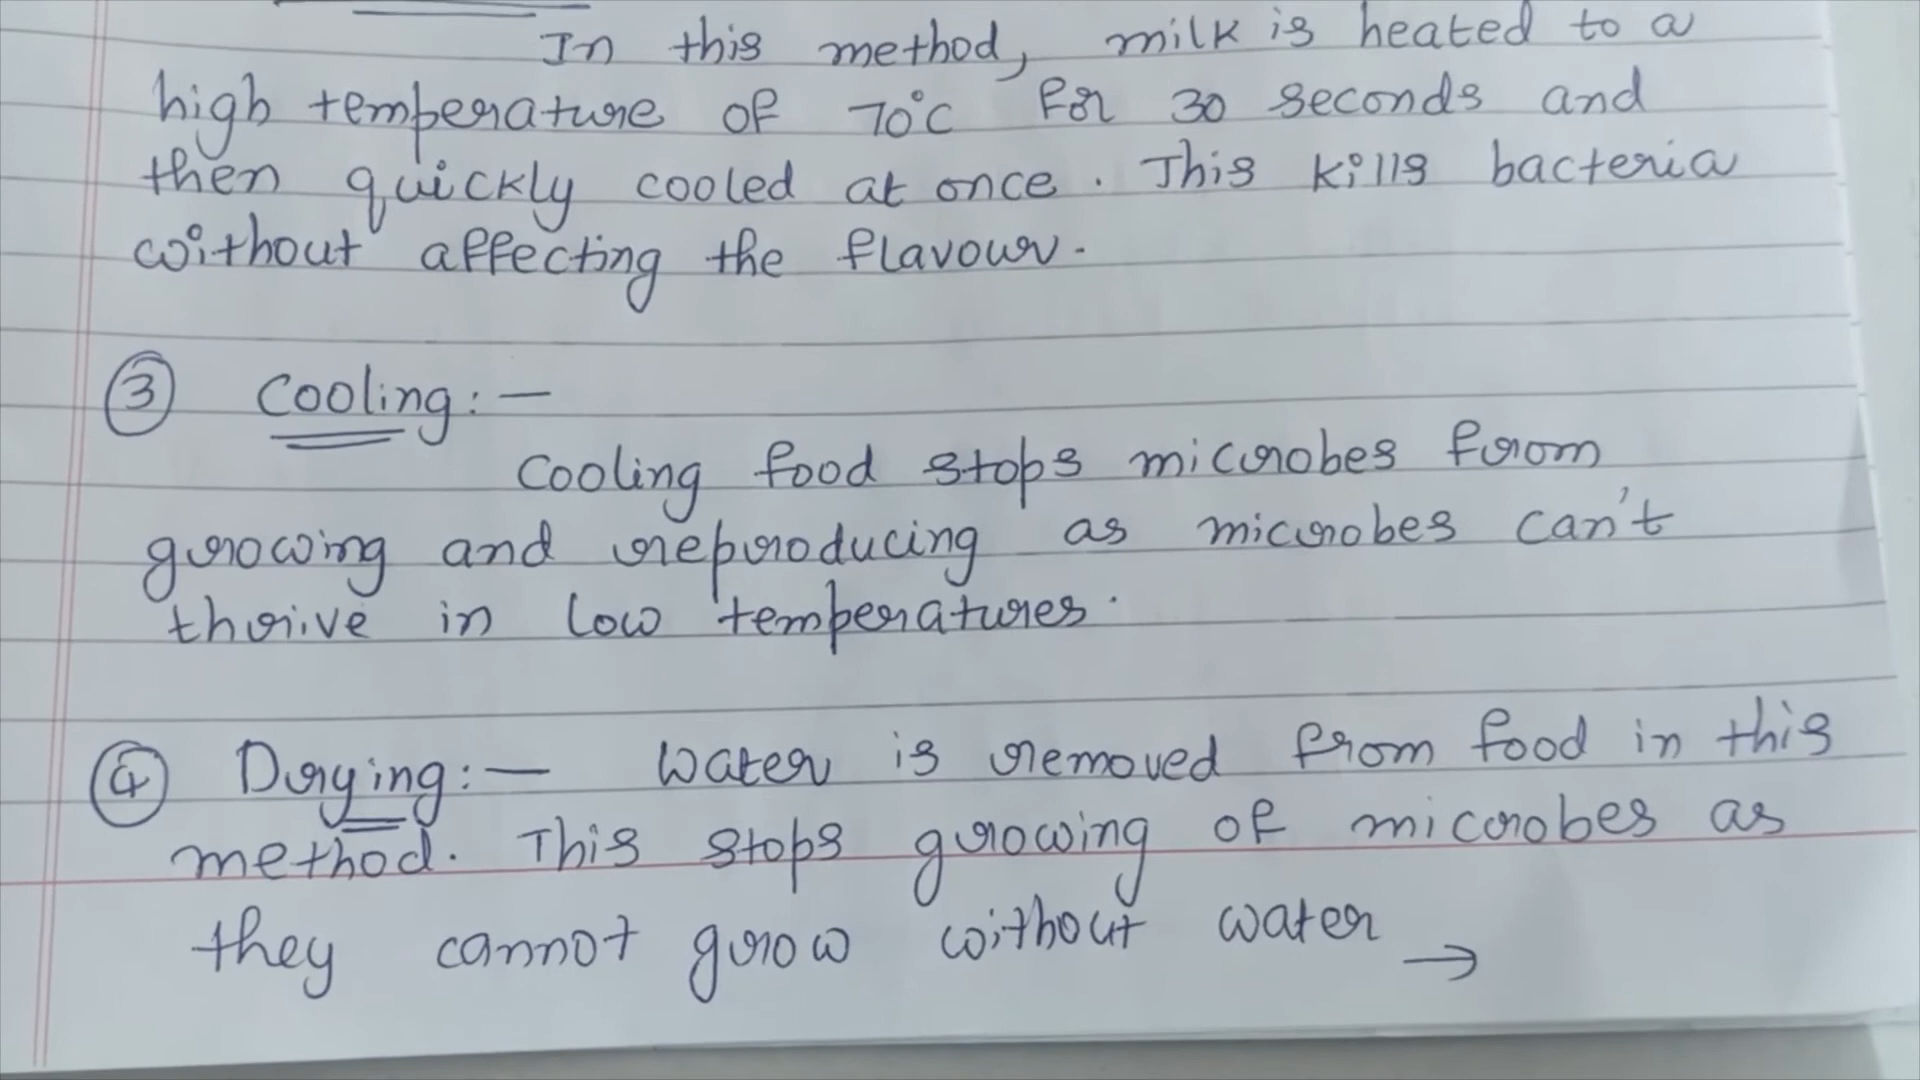 In this method, milk is heated to a
high temperature of 70°c for 30 seconds and
then quickly cooled at once. This kills bacteria
without affecting the flavour.
③ Cooling:-
Cooling food stops microbes from
growing and reproducing as microbes can't
thrive in low temperatures.
④ Drying:- Water is removed from food in this
method. This stops growing of microbes as
they cannot grow without water →